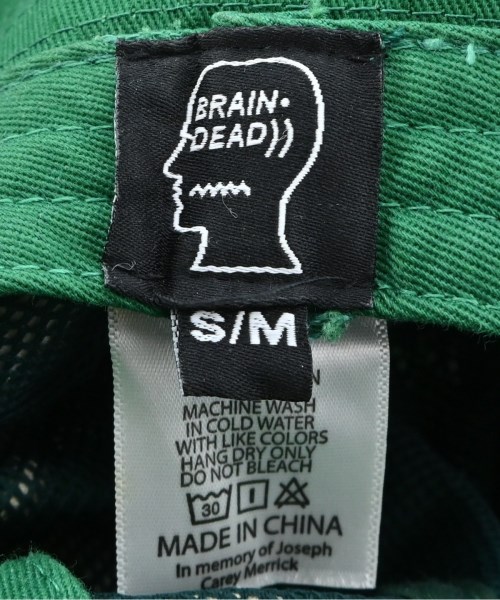 BRAIN•
DEAD))
S/M
MACHINE WASH
IN COLD WATER
WITH LIKE COLORS
HANG DRY ONLY
DO NOT BLEACH
30
MADE IN CHINA
In memory of Joseph
Carey Merrick